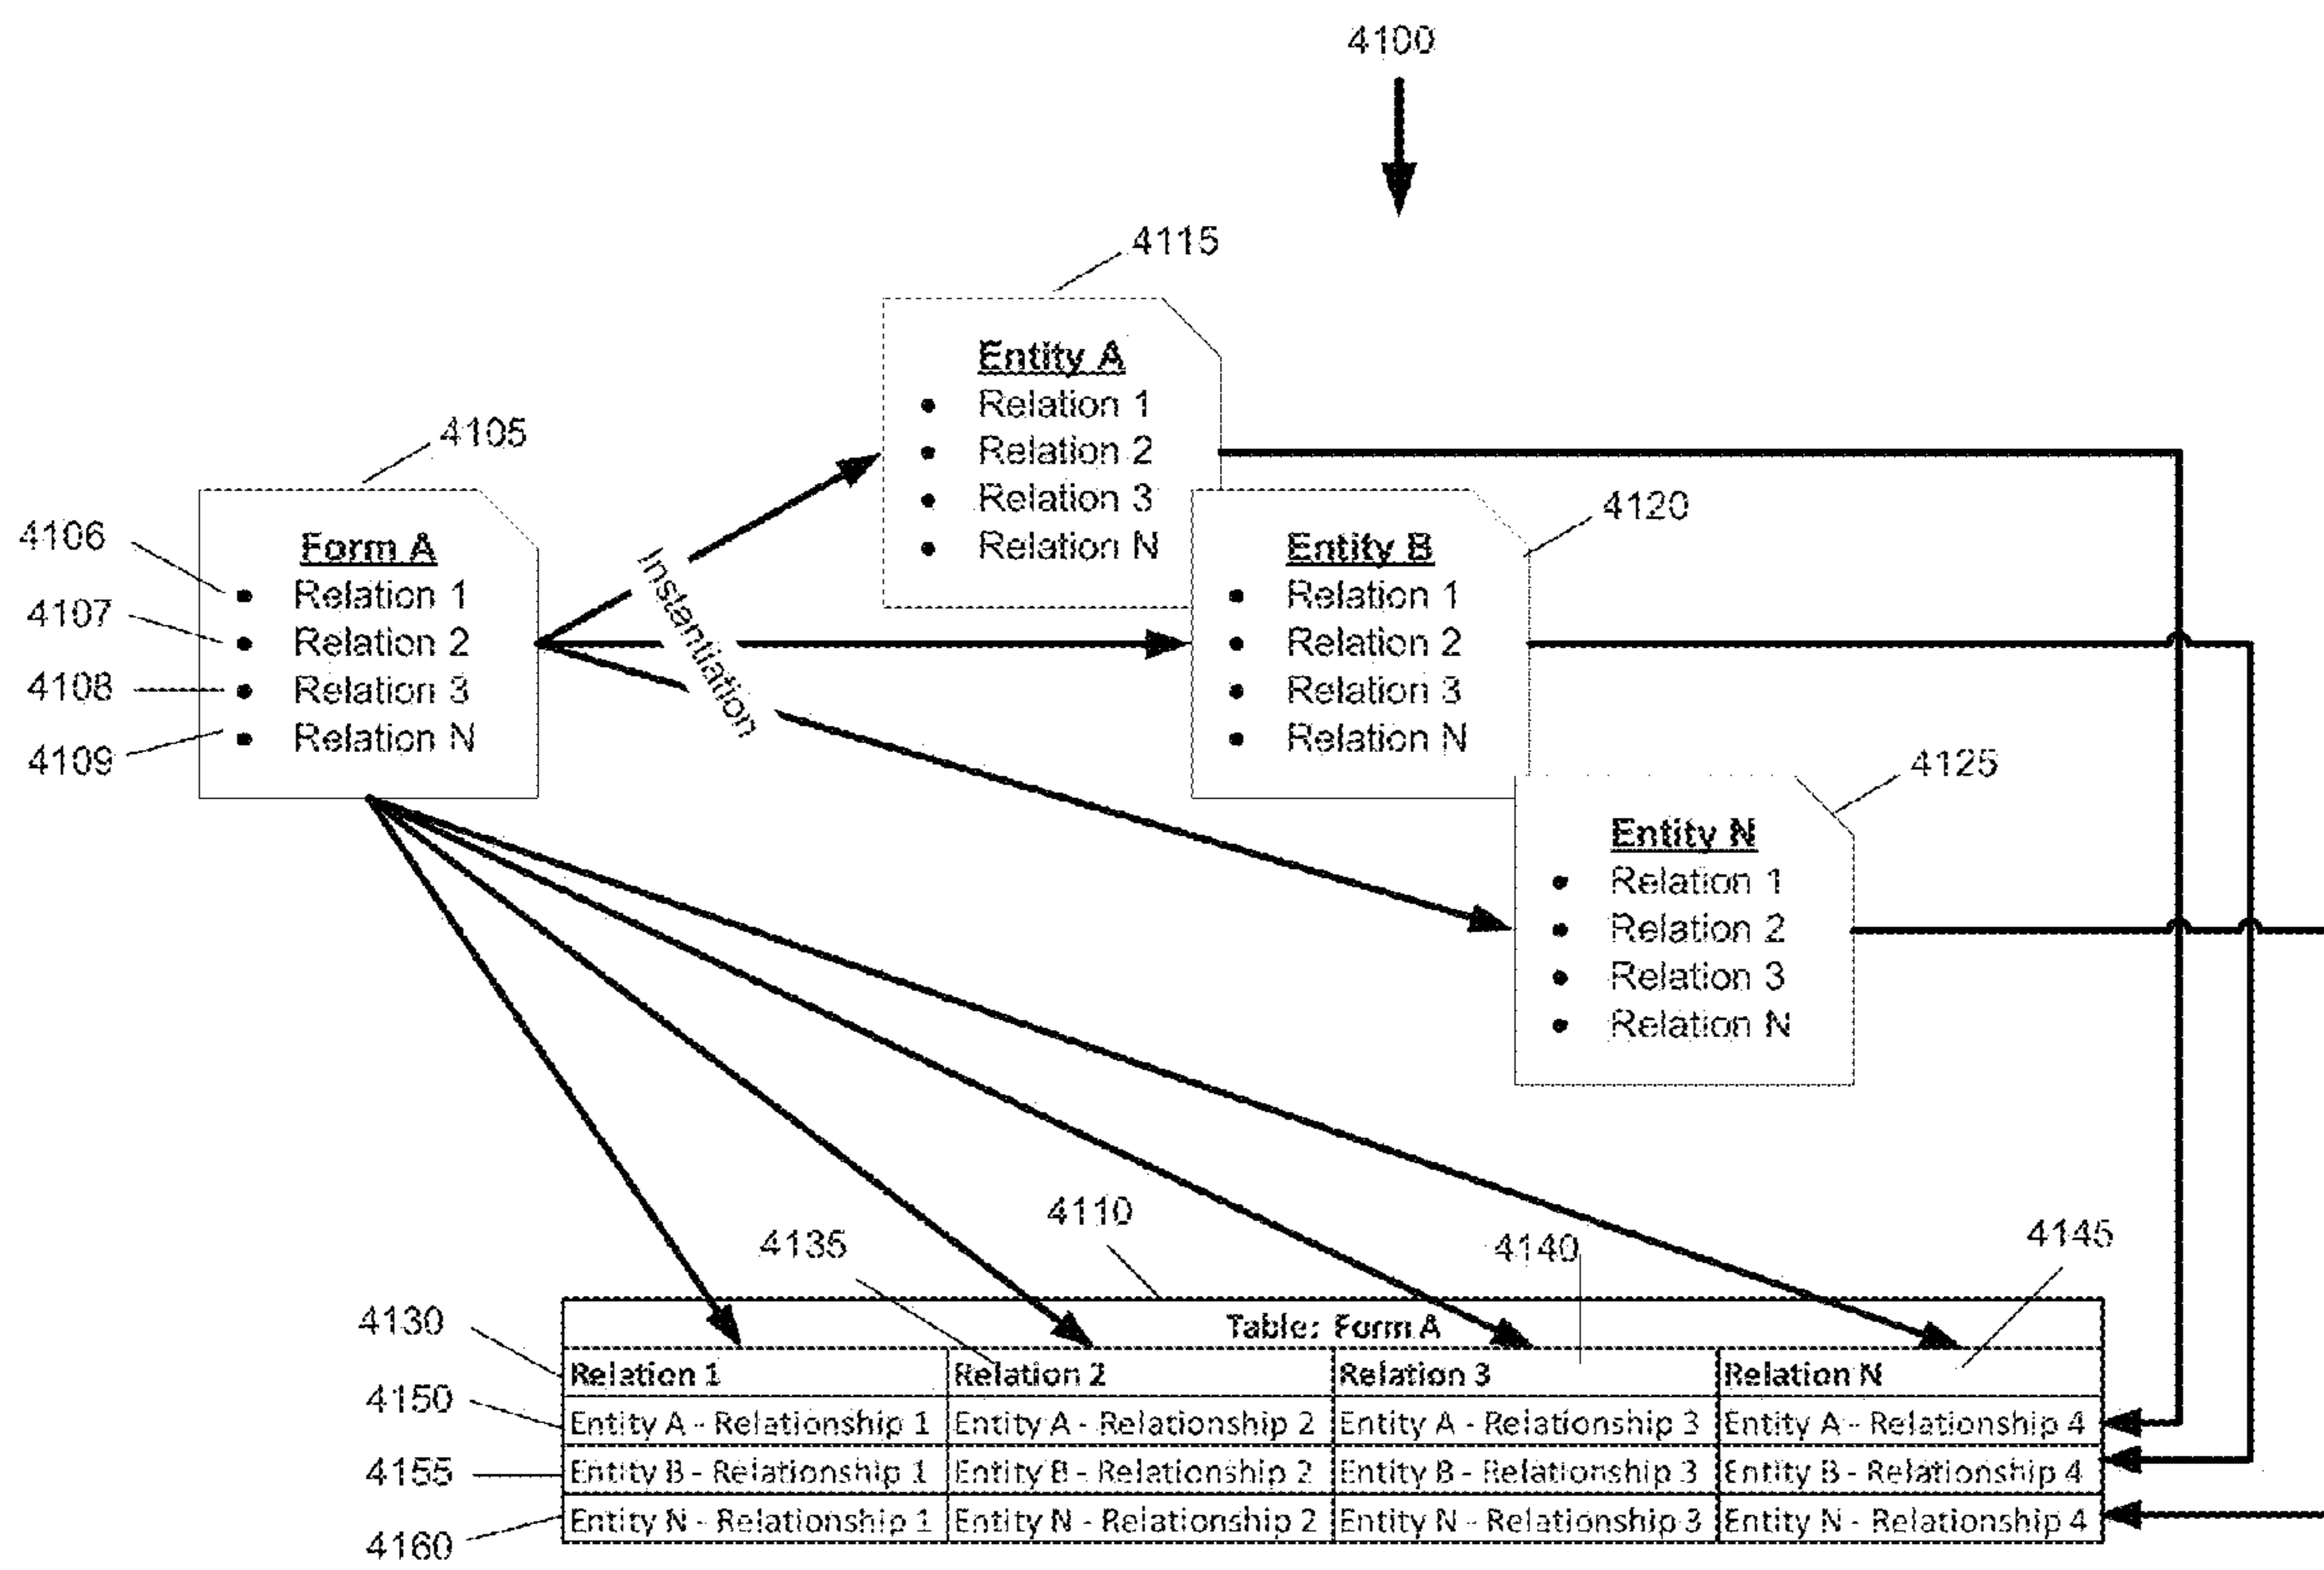 4100
4115
Entity A
• Relation 1
• Relation 2
• Relation 3
• Relation N
4105
4120
4106
4107
4108
4109
Form A
• Relation 1
• Relation 2
• Relation 3
• Relation N
Instantiation
Entity B
• Relation 1
• Relation 2
• Relation 3
• Relation N
4125
Entity N
• Relation 1
• Relation 2
• Relation 3
• Relation N
4110
4135
4140
4145
4130
4150
4155
4160
Table: Form A
Relation 1 Relation 2 Relation 3 Relation N
Entity A - Relationship 1 Entity A - Relationship 2 Entity A - Relationship 3 Entity A - Relationship 4
Entity B - Relationship 1 Entity B - Relationship 2 Entity B - Relationship 3 Entity B - Relationship 4
Entity N - Relationship 1 Entity N - Relationship 2 Entity N - Relationship 3 Entity N - Relationship 4